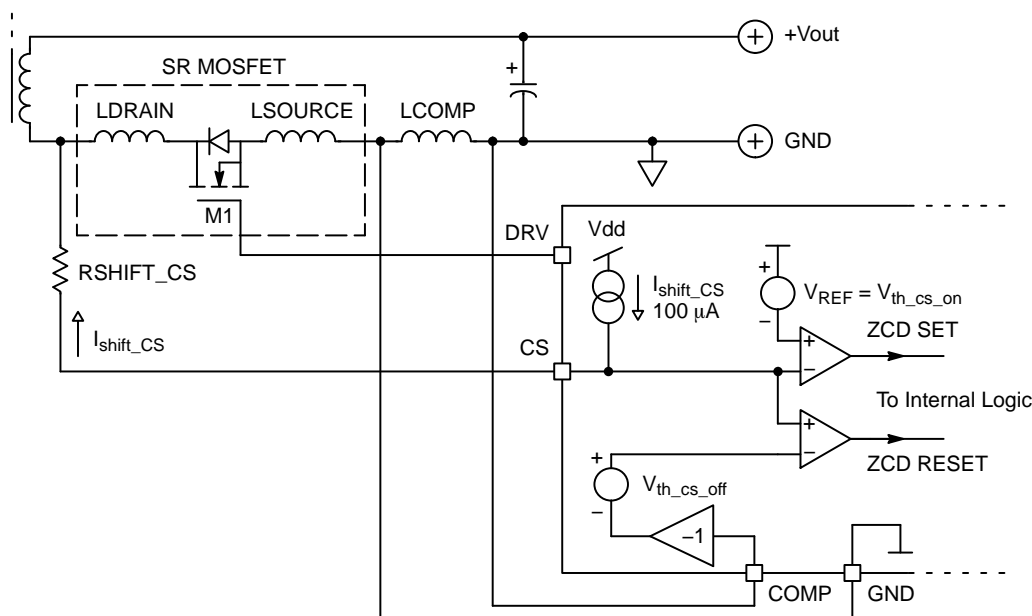 +Vout
SR MOSFET
LDRAIN
LSOURCE
LCOMP
+
GND
M1
DRV
Vdd
RSHIFT_CS
I_shift_CS
100 μA
+
−
V_REF = V_th_cs_on
I_shift_CS
CS
+
−
ZCD SET
To Internal Logic
+
−
ZCD RESET
+
−
V_th_cs_off
−1
COMP
GND